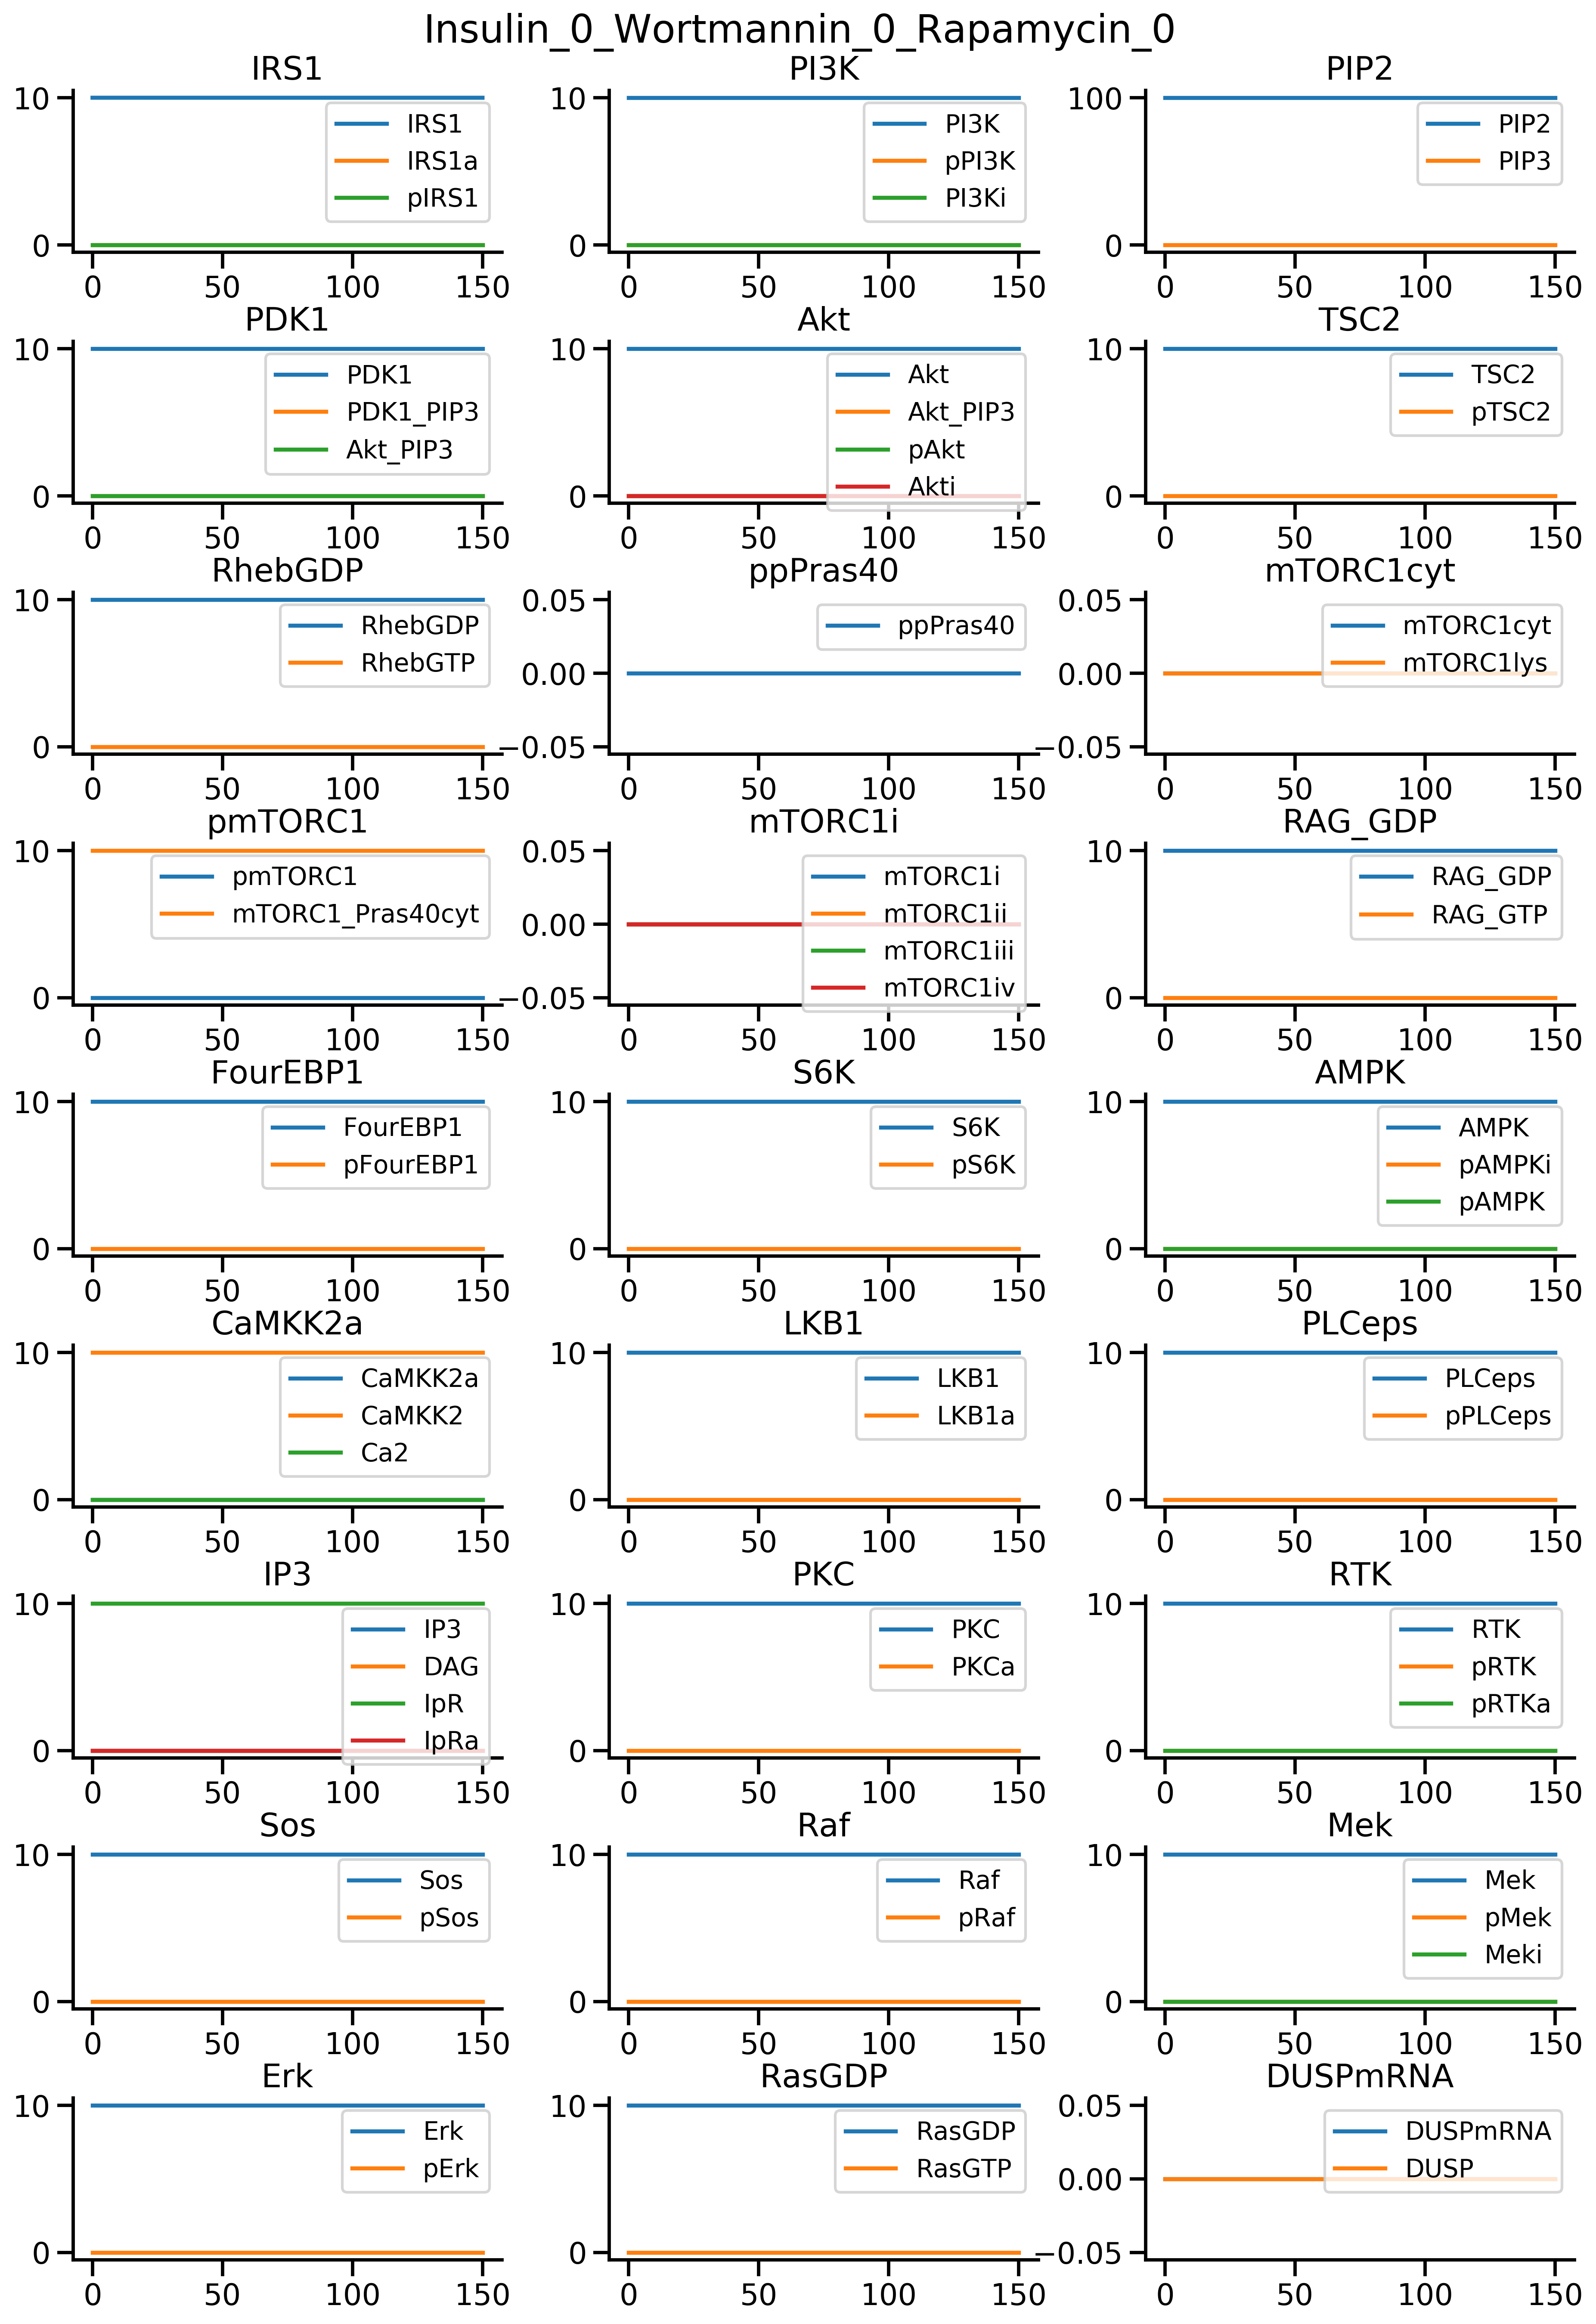 Insulin_0_Wortmannin_0_Rapamycin_0
IRS1
10
0
IRS1
IRS1a
pIRS1
0 50 100 150
PI3K
10
0
PI3K
pPI3K
PI3Ki
0 50 100 150
PIP2
100
0
PIP2
PIP3
0 50 100 150
PDK1
10
0
PDK1
PDK1_PIP3
Akt_PIP3
0 50 100 150
Akt
10
0
Akt
Akt_PIP3
pAkt
Akti
0 50 100 150
TSC2
10
0
TSC2
pTSC2
0 50 100 150
RhebGDP
10
0
RhebGDP
RhebGTP
0 50 100 150
ppPras40
0.05
0.00
−0.05
ppPras40
0 50 100 150
mTORC1cyt
0.05
0.00
−0.05
mTORC1cyt
mTORC1lys
0 50 100 150
pmTORC1
10
0
pmTORC1
mTORC1_Pras40cyt
0 50 100 150
mTORC1i
0.05
0.00
−0.05
mTORC1i
mTORC1ii
mTORC1iii
mTORC1iv
0 50 100 150
RAG_GDP
10
0
RAG_GDP
RAG_GTP
0 50 100 150
FourEBP1
10
0
FourEBP1
pFourEBP1
0 50 100 150
S6K
10
0
S6K
pS6K
0 50 100 150
AMPK
10
0
AMPK
pAMPKi
pAMPK
0 50 100 150
CaMKK2a
10
0
CaMKK2a
CaMKK2
Ca2
0 50 100 150
LKB1
10
0
LKB1
LKB1a
0 50 100 150
PLCeps
10
0
PLCeps
pPLCeps
0 50 100 150
IP3
10
0
IP3
DAG
IpR
IpRa
0 50 100 150
PKC
10
0
PKC
PKCa
0 50 100 150
RTK
10
0
RTK
pRTK
pRTKa
0 50 100 150
Sos
10
0
Sos
pSos
0 50 100 150
Raf
10
0
Raf
pRaf
0 50 100 150
Mek
10
0
Mek
pMek
Meki
0 50 100 150
Erk
10
0
Erk
pErk
0 50 100 150
RasGDP
10
0
RasGDP
RasGTP
0 50 100 150
DUSPmRNA
0.05
0.00
−0.05
DUSPmRNA
DUSP
0 50 100 150